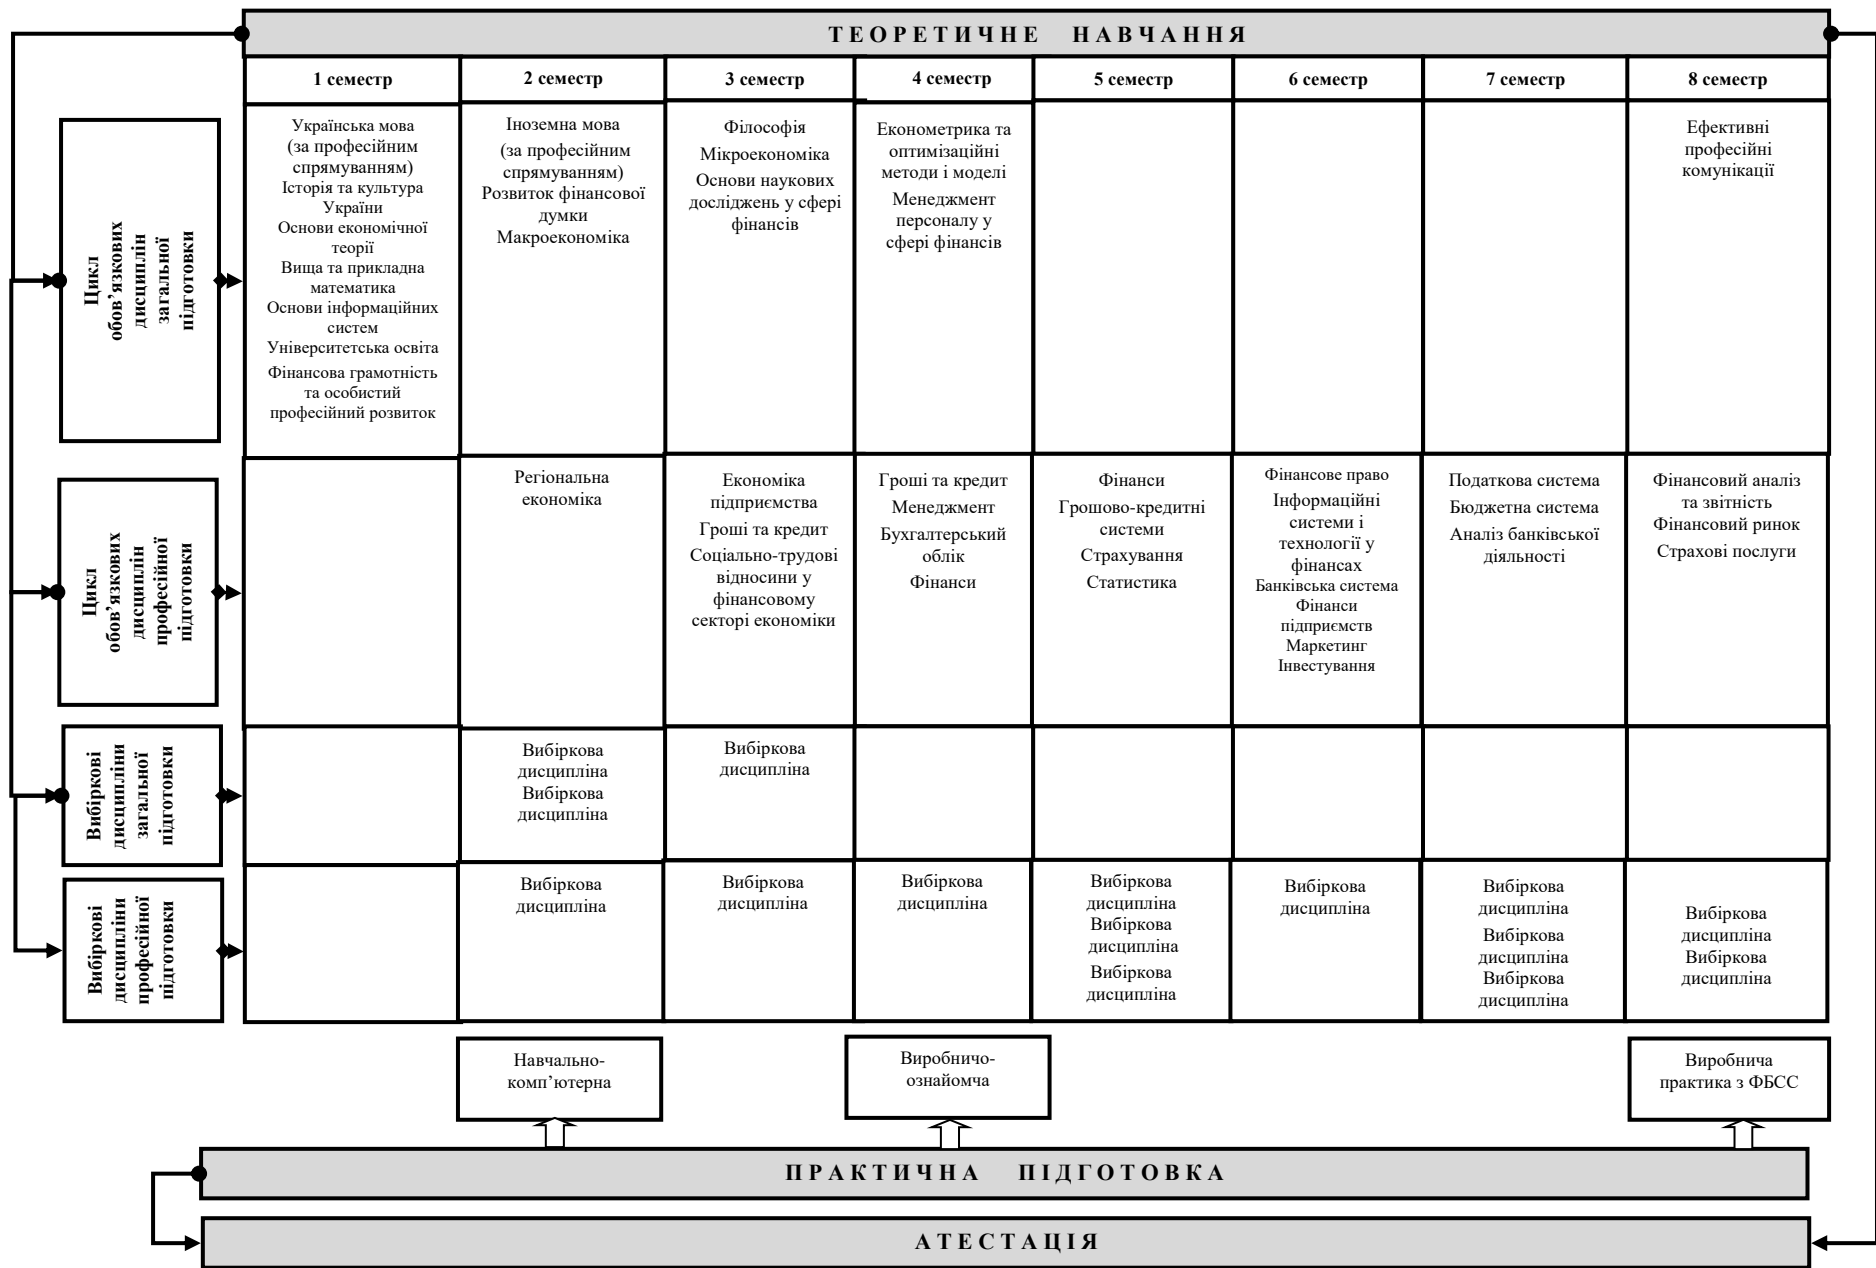 ТЕОРЕТИЧНЕ НАВЧАННЯ
1 семестр
2 семестр
3 семестр
4 семестр
5 семестр
6 семестр
7 семестр
8 семестр
Цикл
обов’язкових
дисциплін
загальної
підготовки
Українська мова
(за професійним
спрямуванням)
Історія та культура
України
Основи економічної
теорії
Вища та прикладна
математика
Основи інформаційних
систем
Університетська освіта
Фінансова грамотність
та особистий
професійний розвиток
Іноземна мова
(за професійним
спрямуванням)
Розвиток фінансової
думки
Макроекономіка
Філософія
Мікроекономіка
Основи наукових
досліджень у сфері
фінансів
Економетрика та
оптимізаційні
методи і моделі
Менеджмент
персоналу у
сфері фінансів
Ефективні
професійні
комунікації
Цикл
обов’язкових
дисциплін
професійної
підготовки
Регіональна
економіка
Економіка
підприємства
Гроші та кредит
Соціально-трудові
відносини у
фінансовому
секторі економіки
Гроші та кредит
Менеджмент
Бухгалтерський
облік
Фінанси
Фінанси
Грошово-кредитні
системи
Страхування
Статистика
Фінансове право
Інформаційні
системи і
технології у
фінансах
Банківська система
Фінанси
підприємств
Маркетинг
Інвестування
Податкова система
Бюджетна система
Аналіз банківської
діяльності
Фінансовий аналіз
та звітність
Фінансовий ринок
Страхові послуги
Вибіркові
дисципліни
загальної
підготовки
Вибіркова
дисципліна
Вибіркова
дисципліна
Вибіркова
дисципліна
Вибіркові
дисципліни
професійної
підготовки
Вибіркова
дисципліна
Вибіркова
дисципліна
Вибіркова
дисципліна
Вибіркова
дисципліна
Вибіркова
дисципліна
Вибіркова
дисципліна
Вибіркова
дисципліна
Вибіркова
дисципліна
Вибіркова
дисципліна
Вибіркова
дисципліна
Вибіркова
дисципліна
Вибіркова
дисципліна
Навчально-
комп’ютерна
Виробничо-
ознайомча
Виробнича
практика з ФБСС
ПРАКТИЧНА ПІДГОТОВКА
АТЕСТАЦІЯ